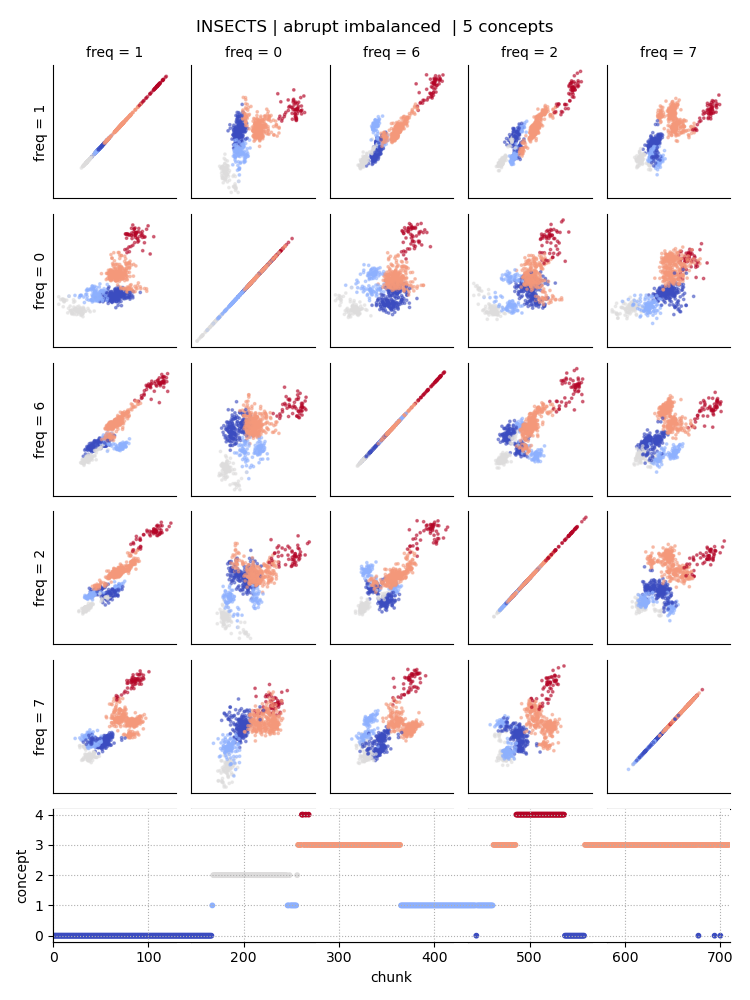 INSECTS | abrupt imbalanced | 5 concepts
freq = 1
freq = 0
freq = 6
freq = 2
freq = 7
freq = 1
freq = 0
freq = 6
freq = 2
freq = 7
concept
4
3
2
1
0
0
100
200
300
400
500
600
700
chunk